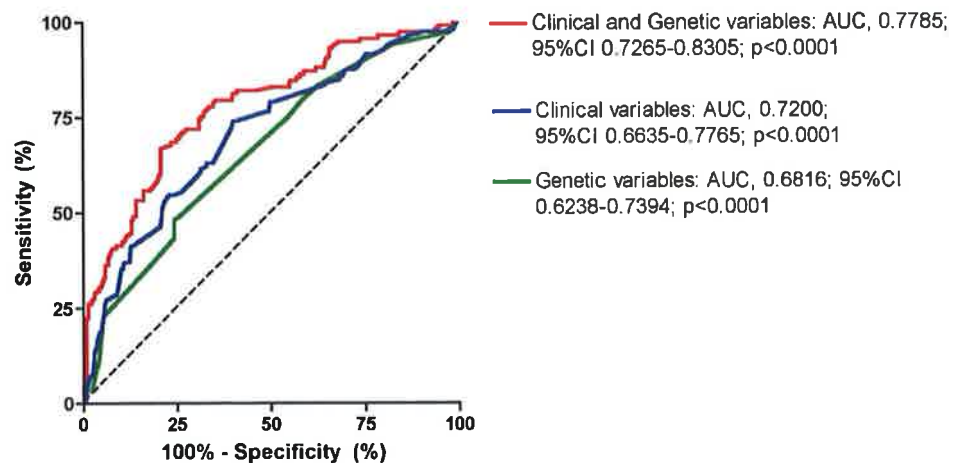 100
75
50
25
0
Sensitivity (%)
0 25 50 75 100
100% - Specificity (%)
Clinical and Genetic variables: AUC, 0.7785;
95%CI 0.7265-0.8305; p<0.0001
Clinical variables: AUC, 0.7200;
95%CI 0.6635-0.7765; p<0.0001
Genetic variables: AUC, 0.6816; 95%CI
0.6238-0.7394; p<0.0001